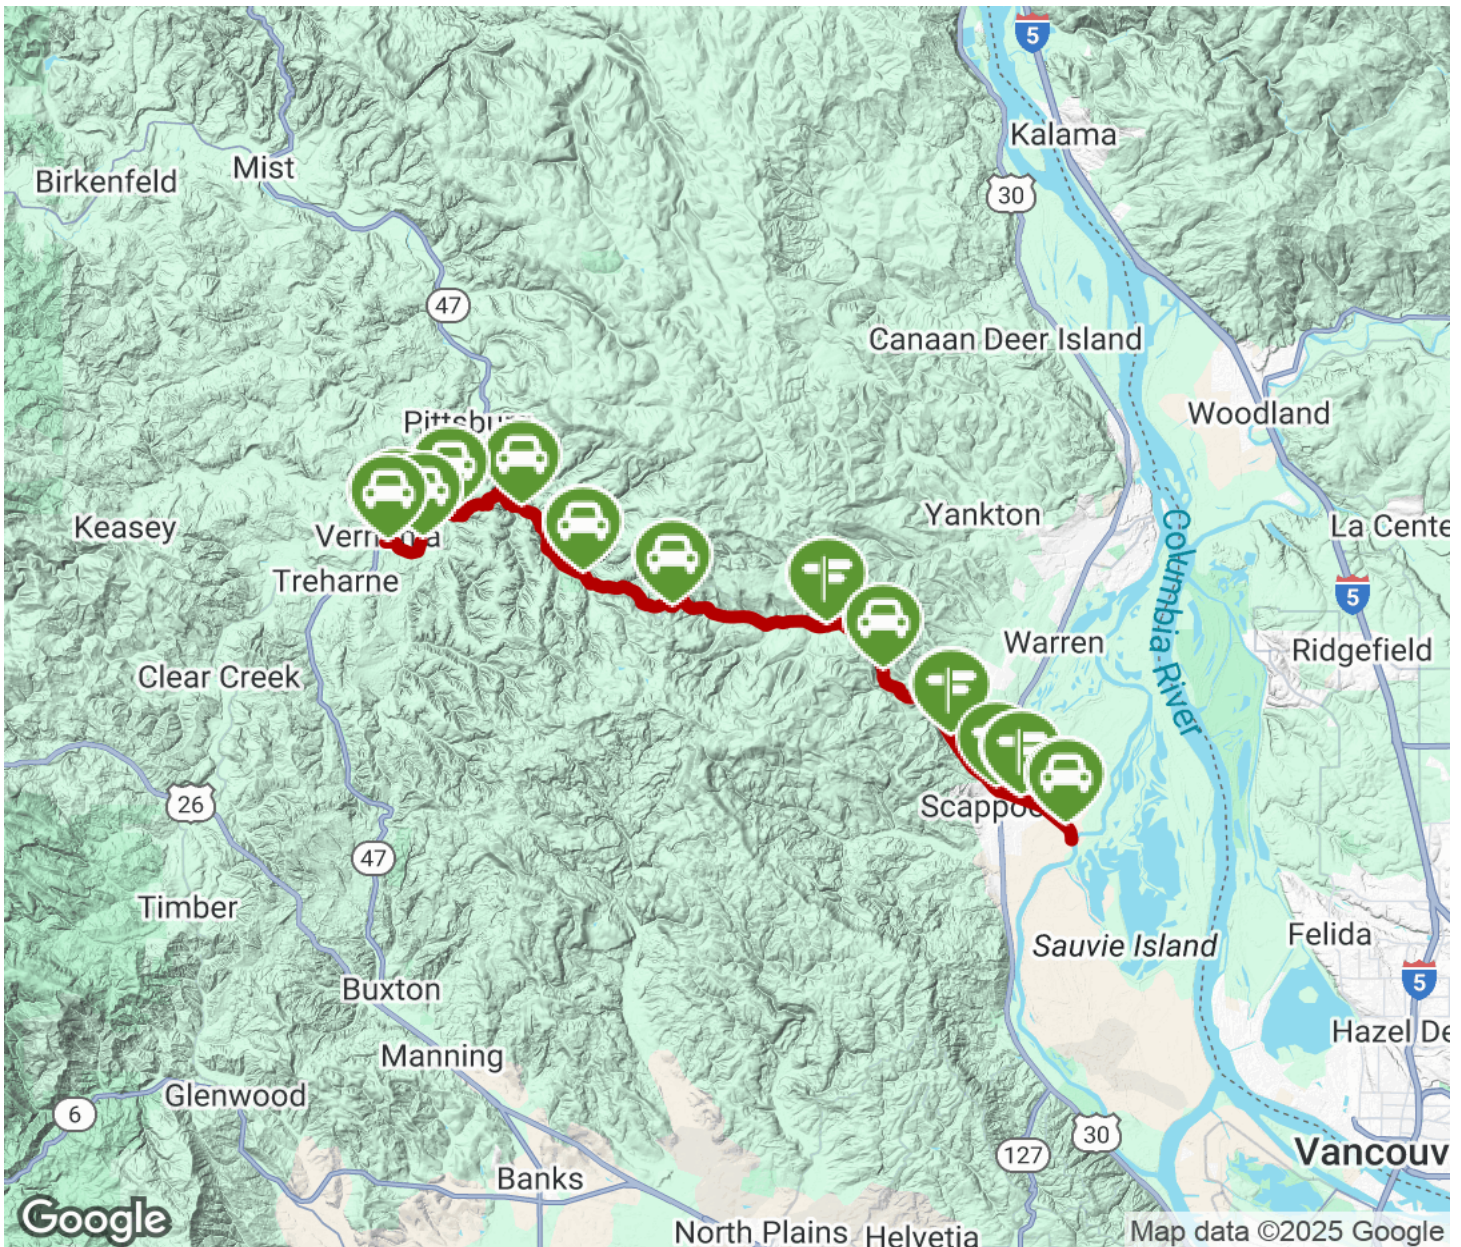 5
Kalama
Mist
Birkenfeld
30
47
Canaan Deer Island
Woodland
Keasey
Yankton
La Cente
Treharne
Columbia River
5
Warren
Ridgefield
Clear Creek
26
47
Timber
Felida
Sauvie Island
5
Buxton
Hazel De
Manning
Glenwood
6
30
127
Vancouv
Banks
Google
North Plains
Helvetia
Map data ©2025 Google